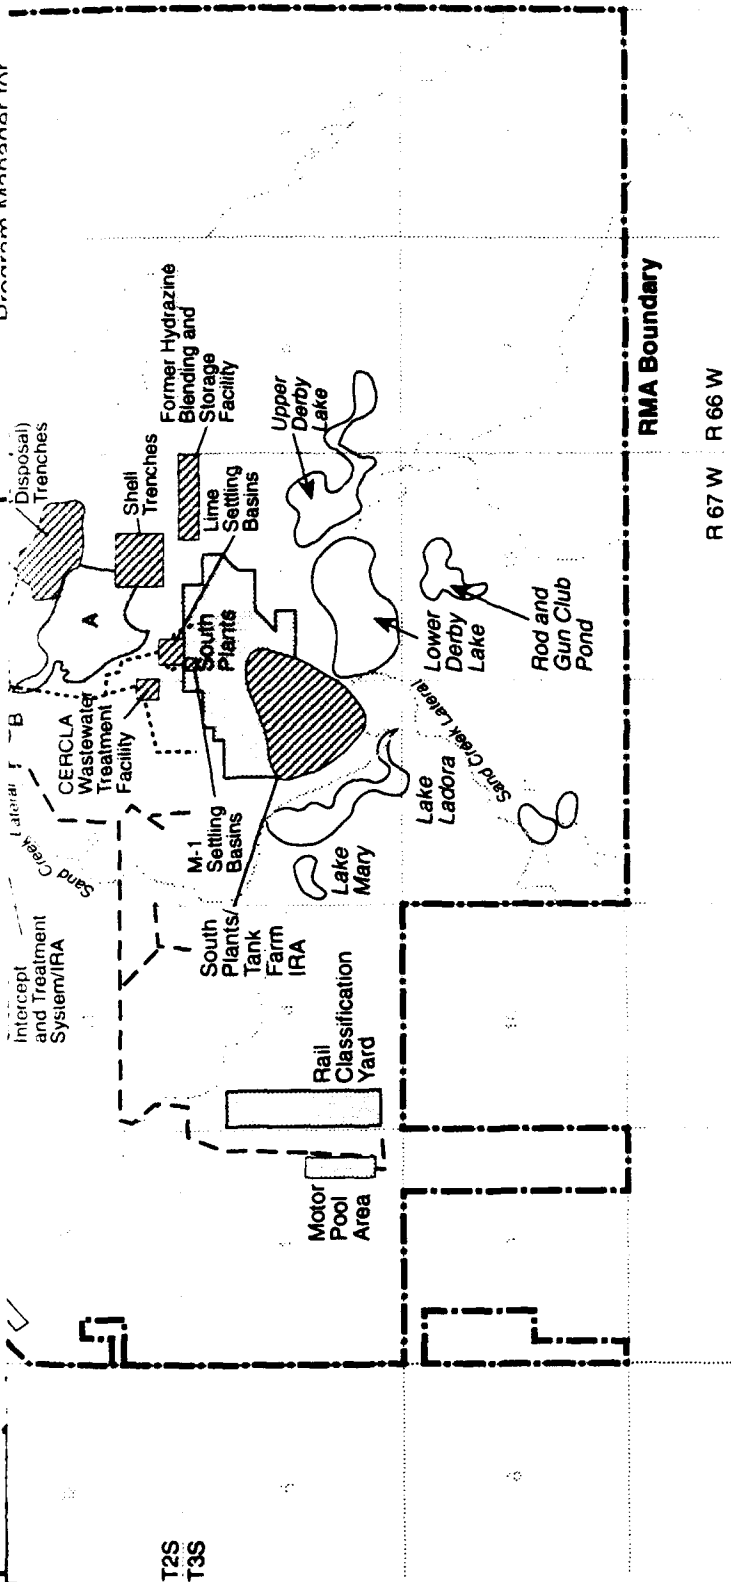 Disposal)
Trenches
Shell
Trenches
Former Hydrazine
Blending and
Storage
Facility
Lime
Settling
Basins
A
B
South
Plants
CERCLA
Wastewater
Treatment
Facility
M-1
Settling
Basins
Sand Creek Lateral
Intercept
and Treatment
System/IRA
South
Plants/
Tank
Farm
IRA
Upper
Derby
Lake
Lower
Derby
Lake
Rod and
Gun Club
Pond
Lake
Ladora
Sand Creek Lateral
Lake
Mary
Rail
Classification
Yard
Motor
Pool
Area
RMA Boundary
R 67 W R 66 W
T2S
T3S